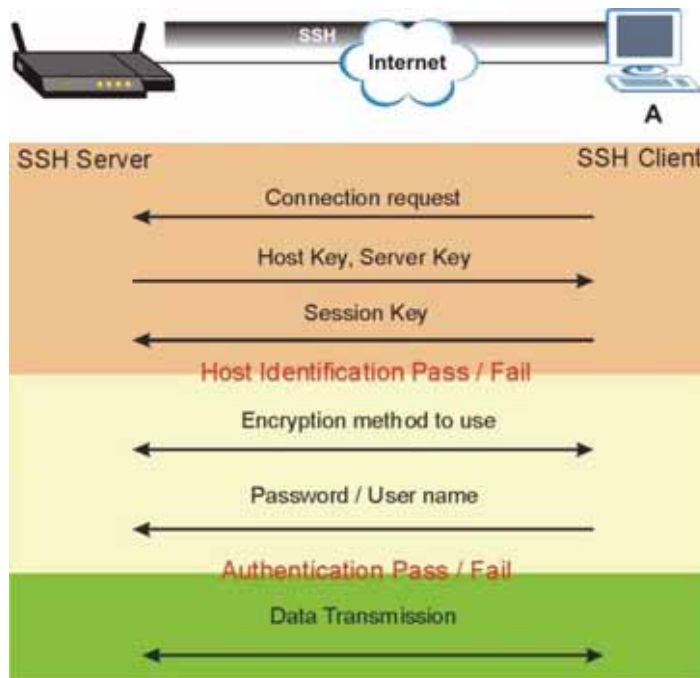 SSH
Internet
A
SSH Server
SSH Client
Connection request
Host Key, Server Key
Session Key
Host Identification Pass / Fail
Encryption method to use
Password / User name
Authentication Pass / Fail
Data Transmission